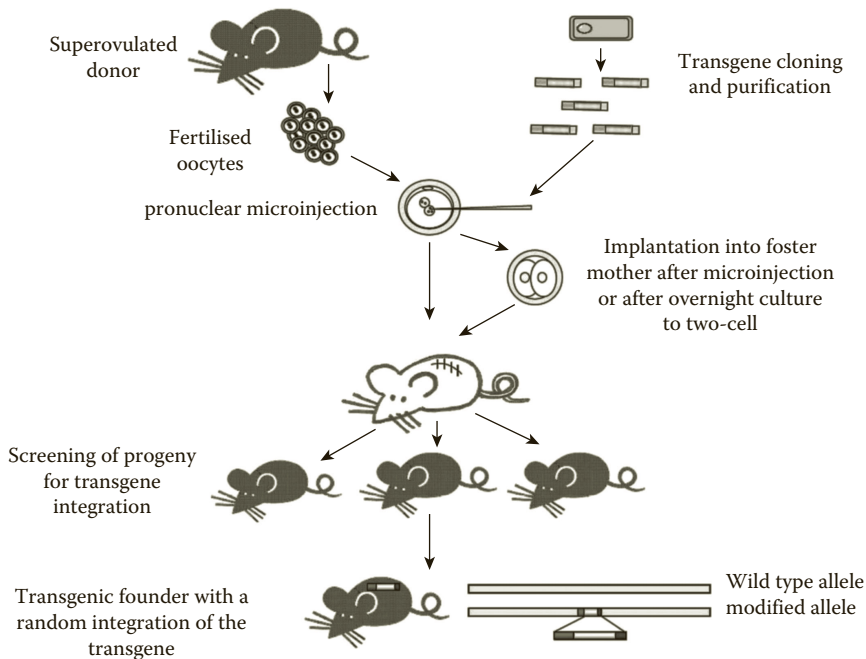 Superovulated
donor
Transgene cloning
and purification
Fertilised
oocytes
pronuclear microinjection
Implantation into foster
mother after microinjection
or after overnight culture
to two-cell
Screening of progeny
for transgene
integration
Transgenic founder with a
random integration of the
transgene
Wild type allele
modified allele